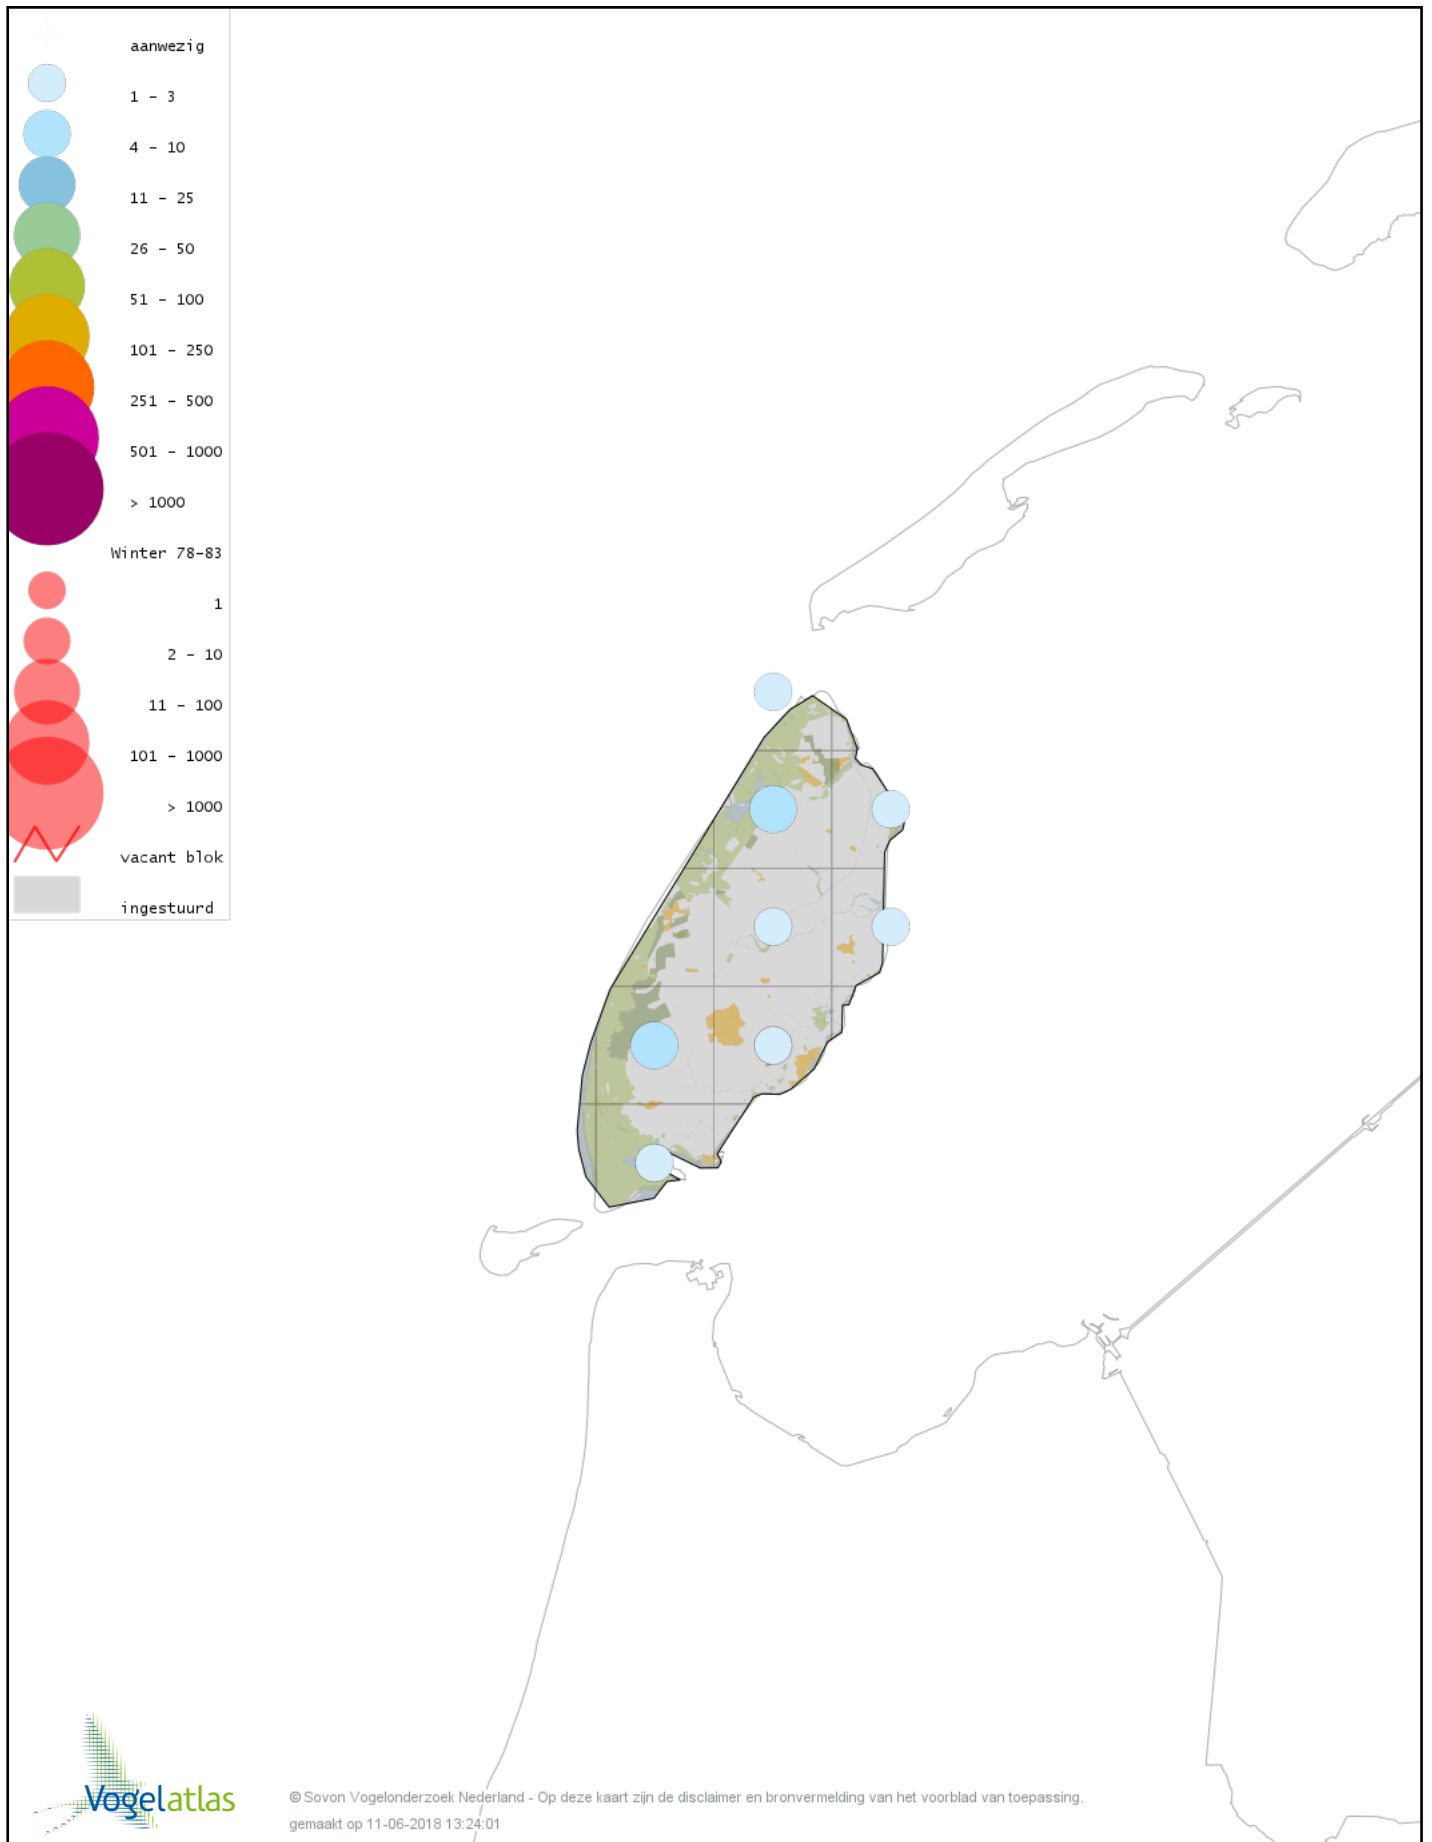 aanwezig
1 - 3
4 - 10
11 - 25
26 - 50
51 - 100
101 - 250
251 - 500
501 - 1000
> 1000
Winter 78-83
1
2 - 10
11 - 100
101 - 1000
> 1000
vacant blok
ingestuurd
Vogelatlas
© Sovon Vogelonderzoek Nederland - Op deze kaart zijn de disclaimer en bronvermelding van het voorblad van toepassing.
gemaakt op 11-06-2018 13:24:01